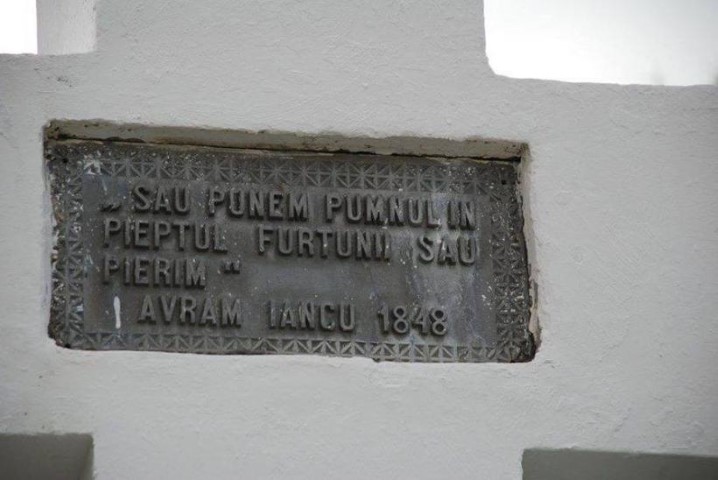 „SAU PUNEM PUMNUL IN
PIEPTUL FURTUNII SAU
PIERIM“
AVRAM IANCU 1848